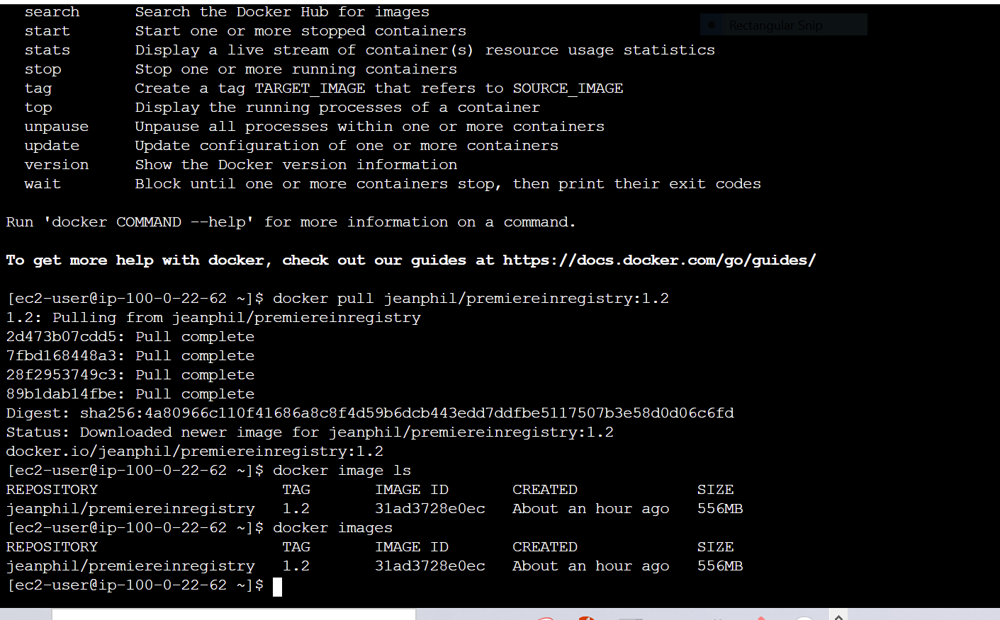 search Search the Docker Hub for images
Rectangular Snip
start Start one or more stopped containers
stats Display a live stream of container(s) resource usage statistics
stop Stop one or more running containers
tag Create a tag TARGET_IMAGE that refers to SOURCE_IMAGE
top Display the running processes of a container
unpause Unpause all processes within one or more containers
update Update configuration of one or more containers
version Show the Docker version information
wait Block until one or more containers stop, then print their exit codes
Run 'docker COMMAND --help' for more information on a command.
To get more help with docker, check out our guides at https://docs.docker.com/go/guides/
[ec2-user@ip-100-0-22-62 ~]$ docker pull jeanphil/premiereinregistry:1.2
1.2: Pulling from jeanphil/premiereinregistry
2d473b07cdd5: Pull complete
7fbd168448a3: Pull complete
28f2953749c3: Pull complete
89b1dab14fbe: Pull complete
Digest: sha256:4a80966c110f41686a8c8f4d59b6dcb443edd7ddfbe5117507b3e58d0d06c6fd
Status: Downloaded newer image for jeanphil/premiereinregistry:1.2
docker.io/jeanphil/premiereinregistry:1.2
[ec2-user@ip-100-0-22-62 ~]$ docker image ls
REPOSITORY TAG IMAGE ID CREATED SIZE
jeanphil/premiereinregistry 1.2 31ad3728e0ec About an hour ago 556MB
[ec2-user@ip-100-0-22-62 ~]$ docker images
REPOSITORY TAG IMAGE ID CREATED SIZE
jeanphil/premiereinregistry 1.2 31ad3728e0ec About an hour ago 556MB
[ec2-user@ip-100-0-22-62 ~]$